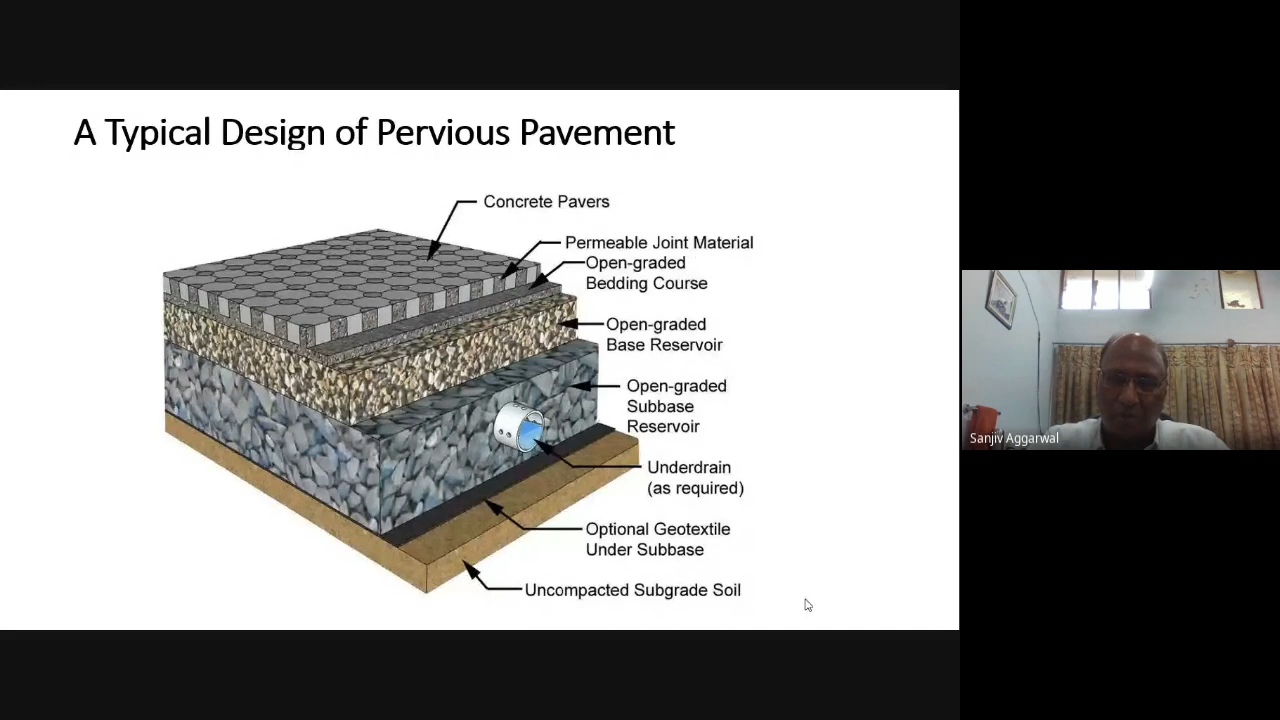 A Typical Design of Pervious Pavement
Concrete Pavers
Permeable Joint Material
Open-graded
Bedding Course
Open-graded
Base Reservoir
Open-graded
Subbase
Reservoir
Underdrain
(as required)
Optional Geotextile
Under Subbase
Uncompacted Subgrade Soil
Sanjiv Aggarwal